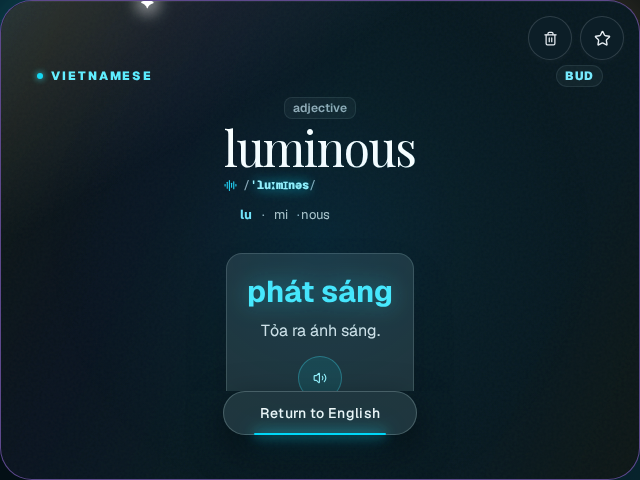 VIETNAMESE
BUD
adjective
luminous
/ˈluːmɪnəs/
lu · mi · nous
phát sáng
Tỏa ra ánh sáng.
Return to English